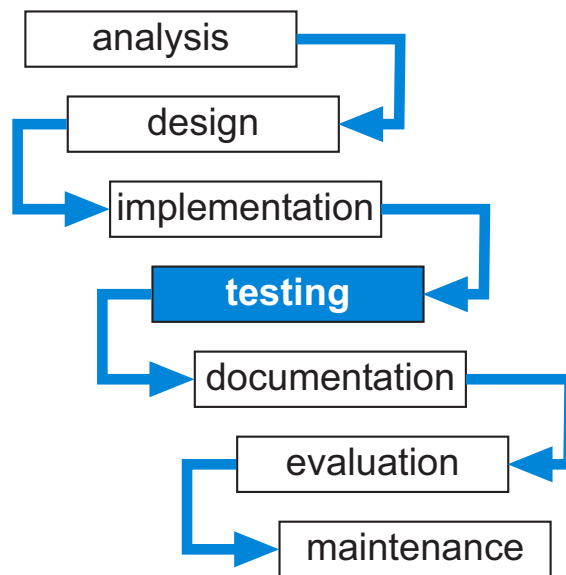 analysis
design
implementation
testing
documentation
evaluation
maintenance